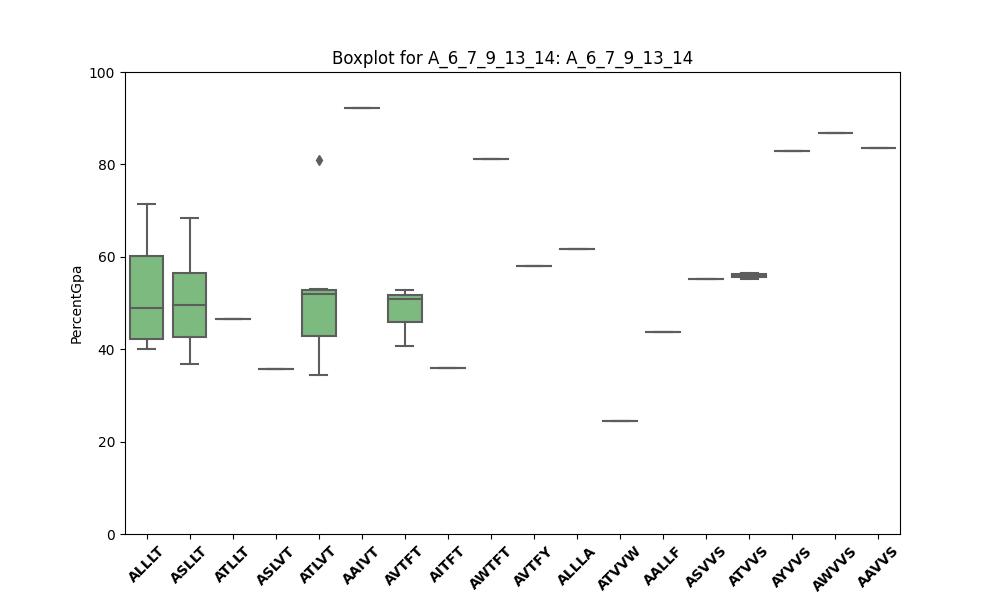 Boxplot for A_6_7_9_13_14: A_6_7_9_13_14
PercentGpa
100
80
60
40
20
0
ALLLT
ASLLT
ATLLT
ASLVT
ATLVT
AAIVT
AVTFT
AITFT
AWTFT
AVTFY
ALLLA
ATVVW
AALLF
ASVVS
ATVVS
AYVVS
AWVVS
AAVVS